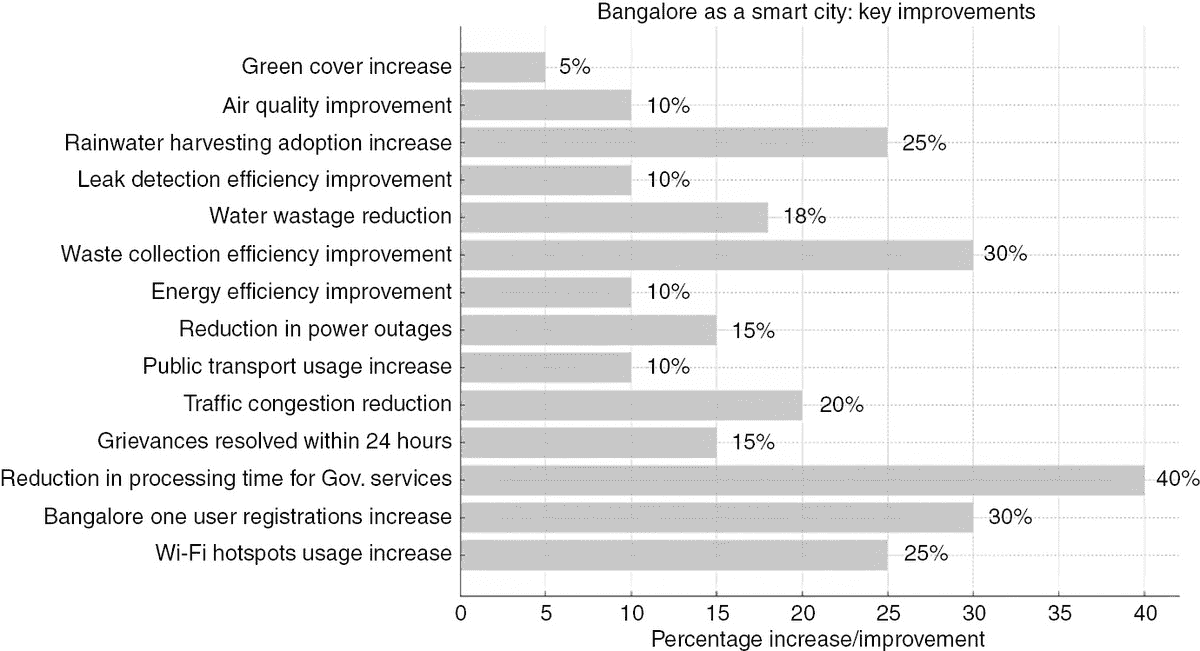 Bangalore as a smart city: key improvements
Green cover increase 5%
Air quality improvement 10%
Rainwater harvesting adoption increase 25%
Leak detection efficiency improvement 10%
Water wastage reduction 18%
Waste collection efficiency improvement 30%
Energy efficiency improvement 10%
Reduction in power outages 15%
Public transport usage increase 10%
Traffic congestion reduction 20%
Grievances resolved within 24 hours 15%
Reduction in processing time for Gov. services 40%
Bangalore one user registrations increase 30%
Wi-Fi hotspots usage increase 25%
0 5 10 15 20 25 30 35 40
Percentage increase/improvement